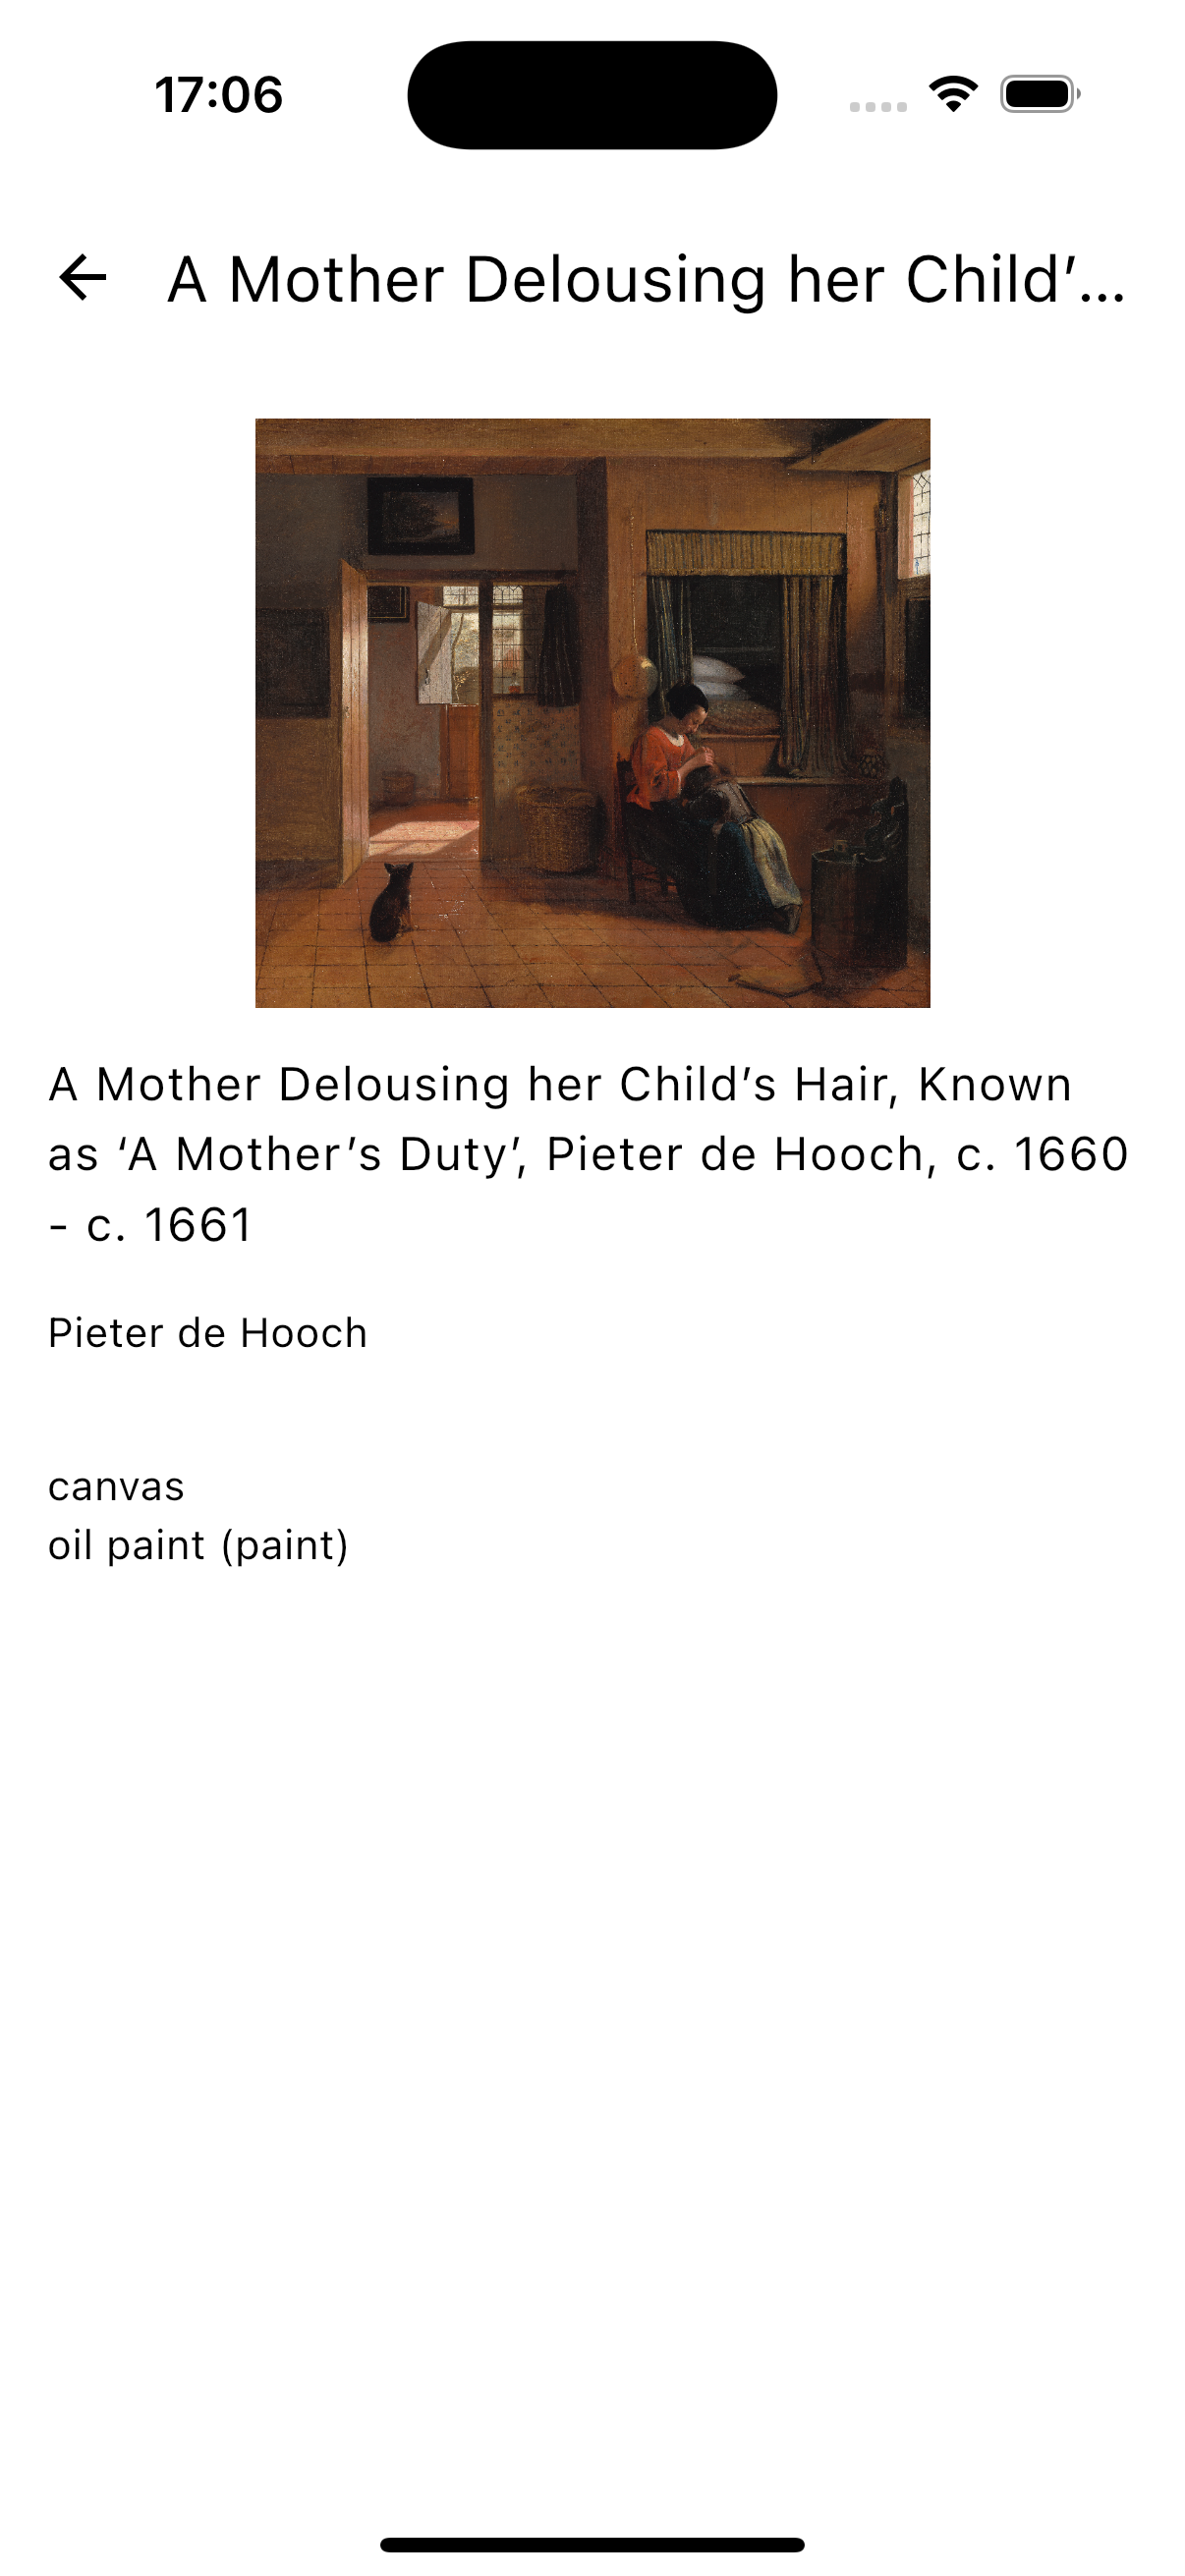 17:06
A Mother Delousing her Child’...
A Mother Delousing her Child’s Hair, Known
as ‘A Mother’s Duty’, Pieter de Hooch, c. 1660
- c. 1661
Pieter de Hooch
canvas
oil paint (paint)